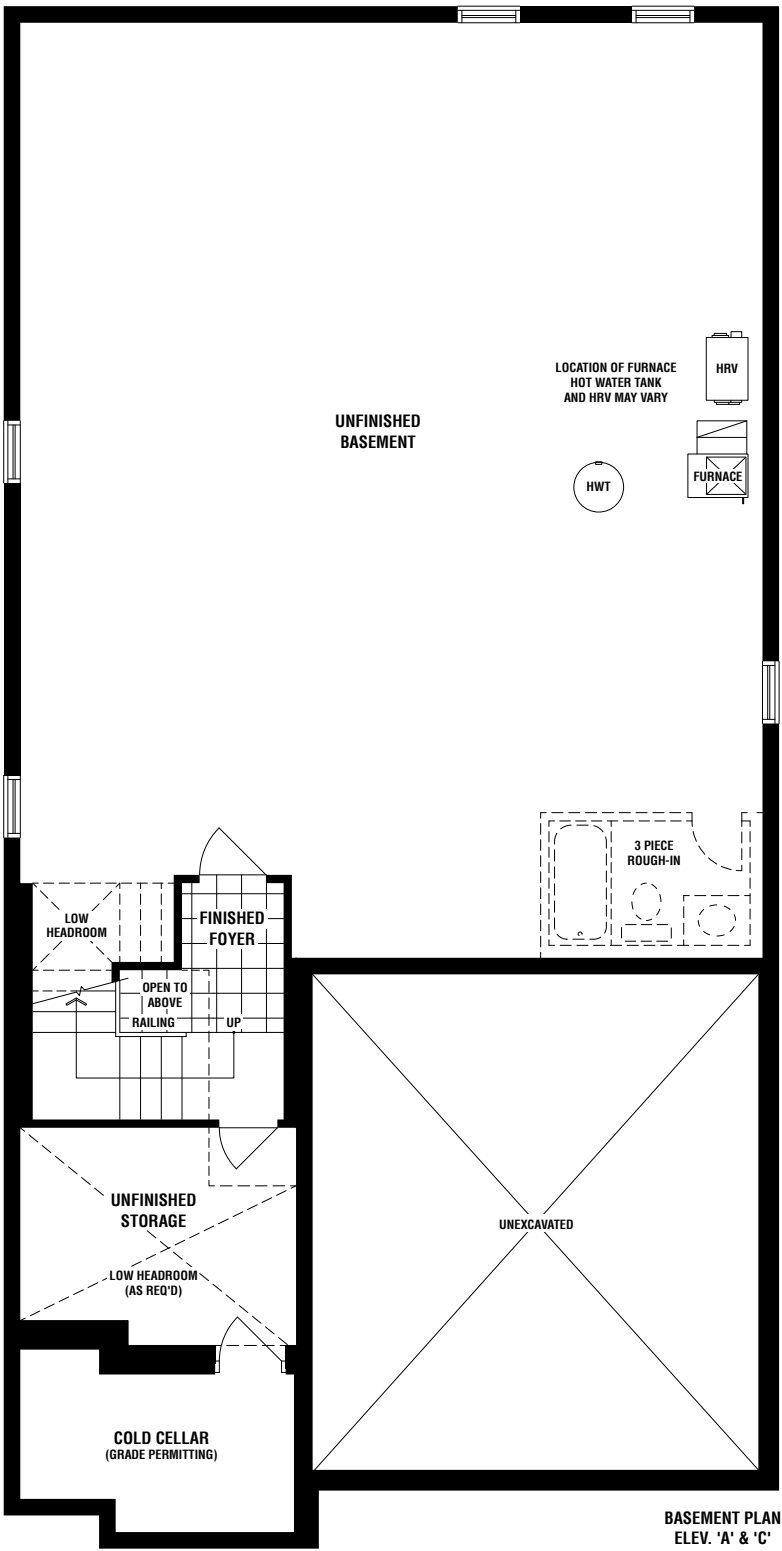 HRV
LOCATION OF FURNACE
HOT WATER TANK
AND HRV MAY VARY
UNFINISHED
BASEMENT
FURNACE
HWT
3 PIECE
ROUGH-IN
LOW
HEADROOM
FINISHED
FOYER
OPEN TO
ABOVE
RAILING
UP
UNFINISHED
STORAGE
LOW HEADROOM
(AS REQ'D)
UNEXCAVATED
COLD CELLAR
(GRADE PERMITTING)
BASEMENT PLAN
ELEV. 'A' & 'C'